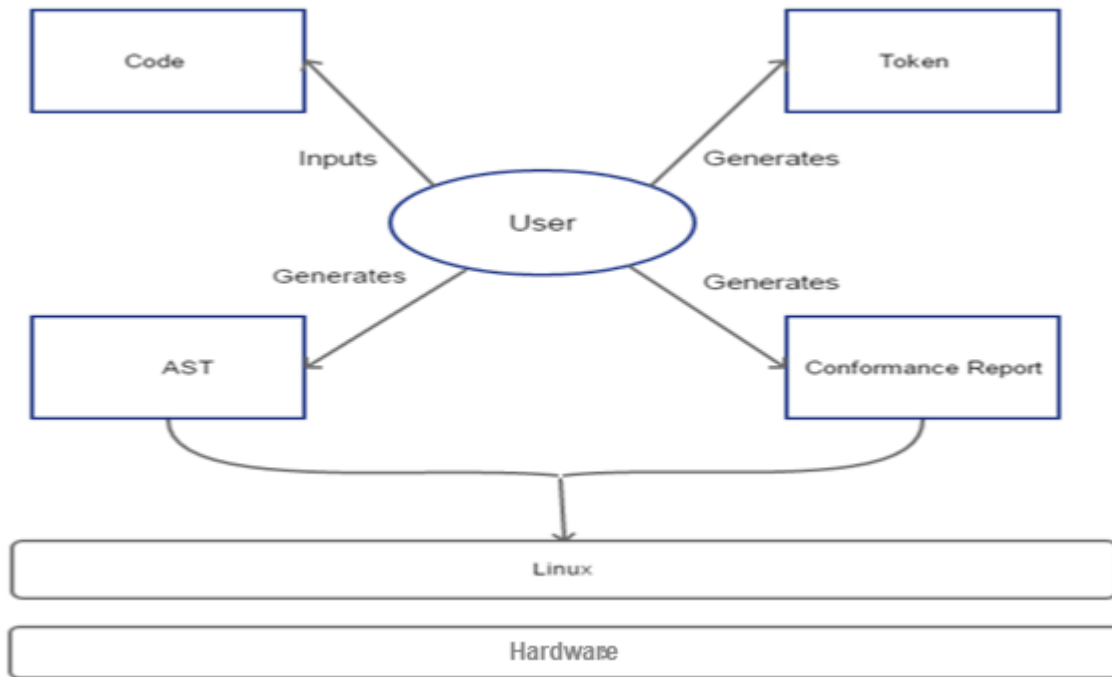 Code
Token
Inputs
Generates
User
Generates
Generates
AST
Conformance Report
Linux
Hardware